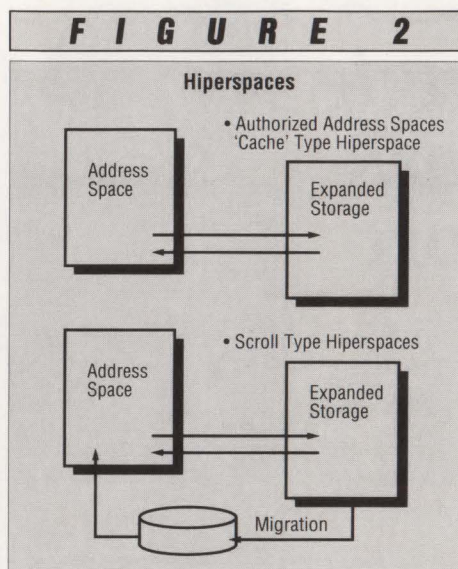 FIGURE 2
Hiperspaces
• Authorized Address Spaces
'Cache' Type Hiperspace
Address
Space
Expanded
Storage
• Scroll Type Hiperspaces
Address
Space
Expanded
Storage
Migration